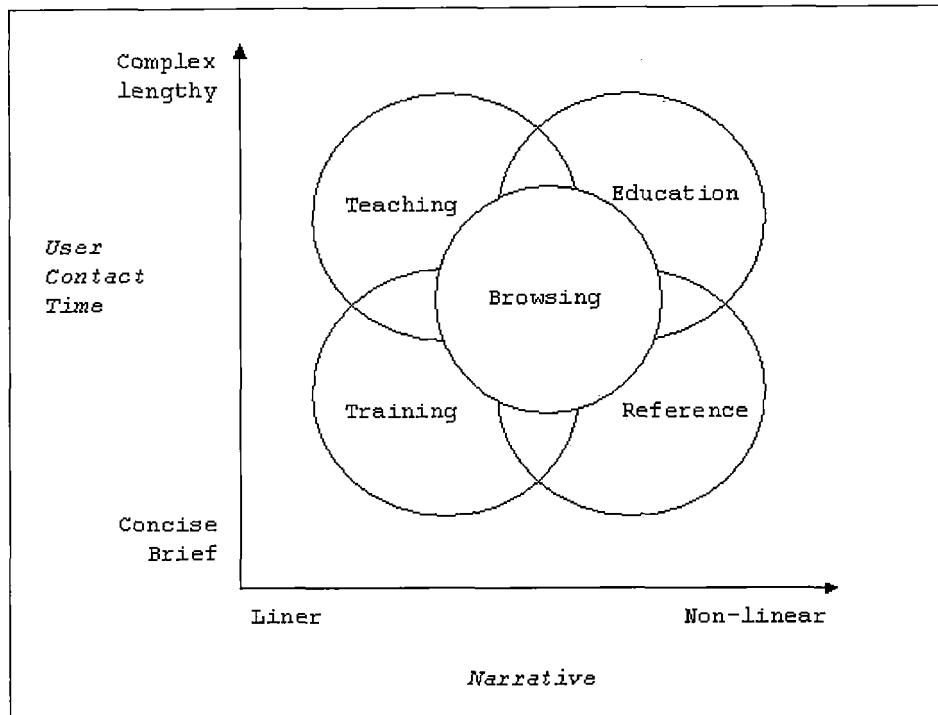 Complex
lengthy
Teaching
Education
User
Contact
Time
Browsing
Training
Reference
Concise
Brief
Liner
Non-linear
Narrative